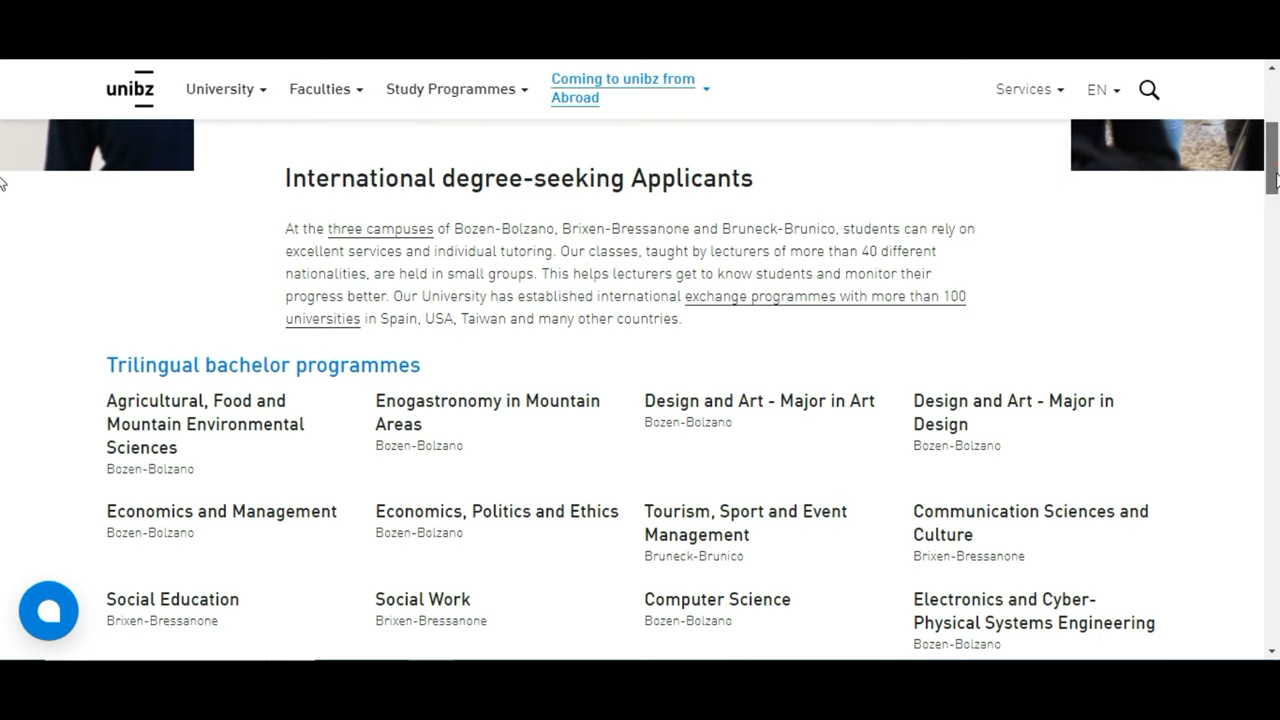 unibz
University
Faculties
Study Programmes
Coming to unibz from
Abroad
Services
EN
International degree-seeking Applicants
At the three campuses of Bozen-Bolzano, Brixen-Bressanone and Bruneck-Brunico, students can rely on
excellent services and individual tutoring. Our classes, taught by lecturers of more than 40 different
nationalities, are held in small groups. This helps lecturers get to know students and monitor their
progress better. Our University has established international exchange programmes with more than 100
universities in Spain, USA, Taiwan and many other countries.
Trilingual bachelor programmes
Agricultural, Food and
Mountain Environmental
Sciences
Bozen-Bolzano
Enogastronomy in Mountain
Areas
Bozen-Bolzano
Design and Art - Major in Art
Bozen-Bolzano
Design and Art - Major in
Design
Bozen-Bolzano
Economics and Management
Bozen-Bolzano
Economics, Politics and Ethics
Bozen-Bolzano
Tourism, Sport and Event
Management
Bruneck-Brunico
Communication Sciences and
Culture
Brixen-Bressanone
Social Education
Brixen-Bressanone
Social Work
Brixen-Bressanone
Computer Science
Bozen-Bolzano
Electronics and Cyber-
Physical Systems Engineering
Bozen-Bolzano